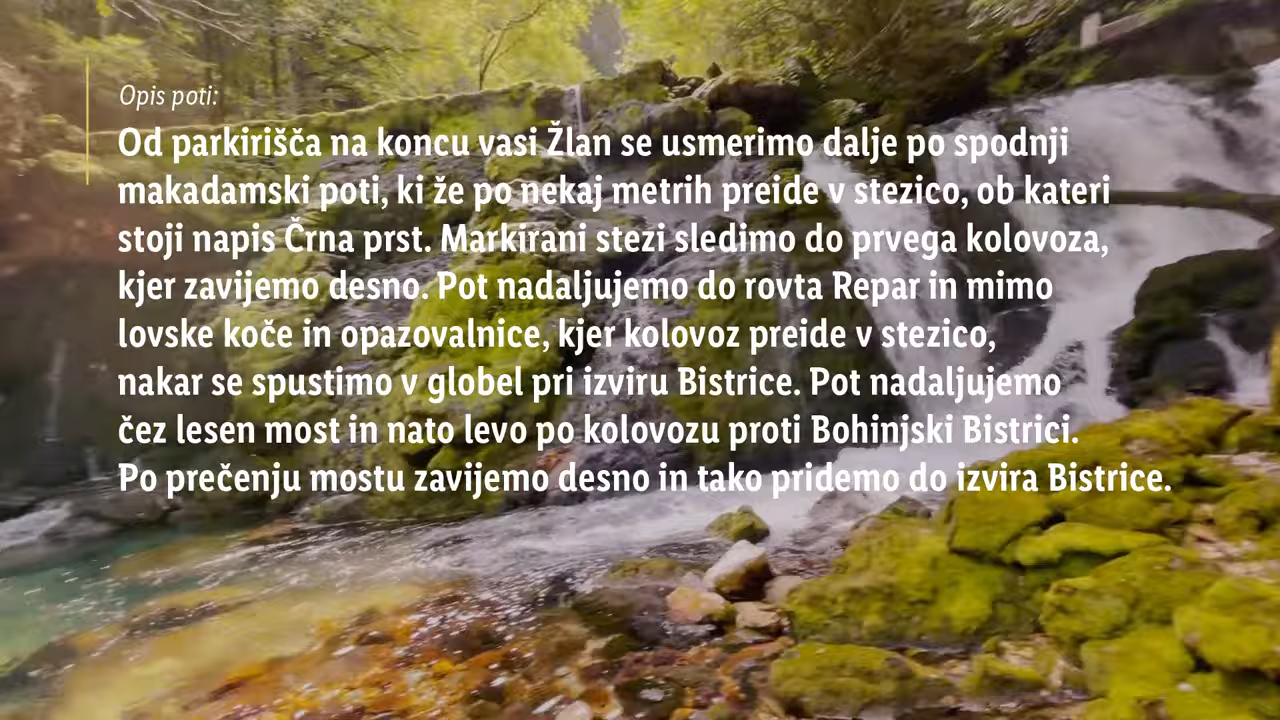 Opis poti:
Od parkirišča na koncu vasi Žlan se usmerimo dalje po spodnji
makadamski poti, ki že po nekaj metrih preide v stezico, ob kateri
stoji napis Črna prst. Markirani stezi sledimo do prvega kolovoza,
kjer zavijemo desno. Pot nadaljujemo do rovta Repar in mimo
lovske koče in opazovalnice, kjer kolovoz preide v stezico,
nakar se spustimo v globel pri izviru Bistrice. Pot nadaljujemo
čez lesen most in nato levo po kolovozu proti Bohinjski Bistrici.
Po prečenju mostu zavijemo desno in tako pridemo do izvira Bistrice.